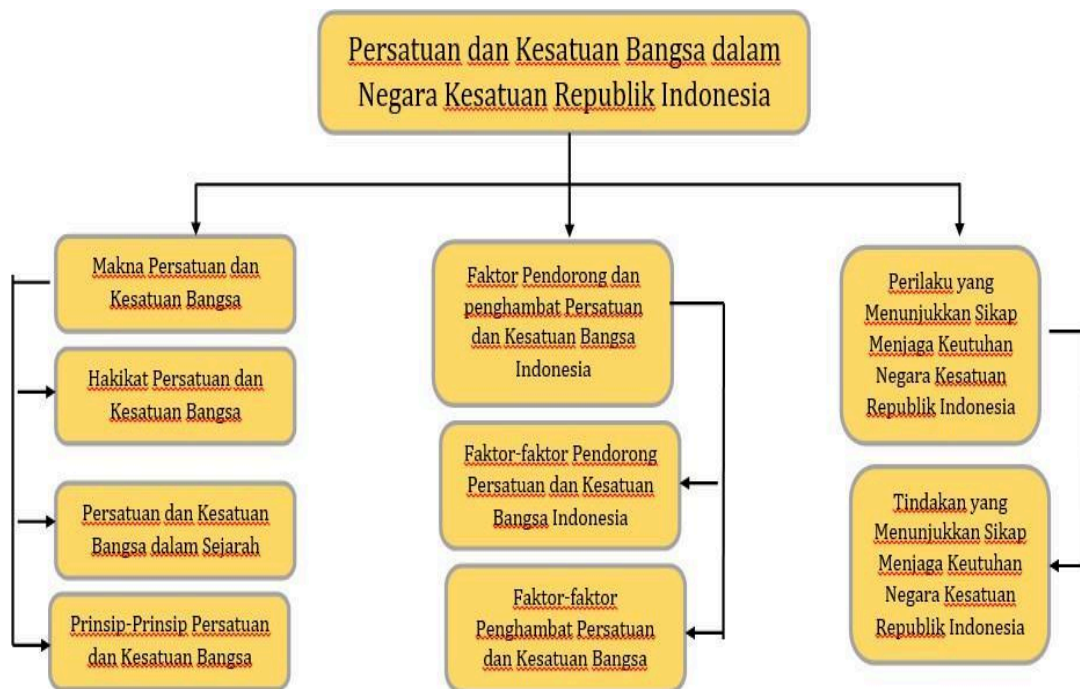 Persatuan dan Kesatuan Bangsa dalam
Negara Kesatuan Republik Indonesia
Makna Persatuan dan
Kesatuan Bangsa
Hakikat Persatuan dan
Kesatuan Bangsa
Persatuan dan Kesatuan
Bangsa dalam Sejarah
Prinsip-Prinsip Persatuan
dan Kesatuan Bangsa
Faktor Pendorong dan
penghambat Persatuan
dan Kesatuan Bangsa
Indonesia
Faktor-faktor Pendorong
Persatuan dan Kesatuan
Bangsa Indonesia
Faktor-faktor
Penghambat Persatuan
dan Kesatuan Bangsa
Perilaku yang
Menunjukkan Sikap
Menjaga Keutuhan
Negara Kesatuan
Republik Indonesia
Tindakan yang
Menunjukkan Sikap
Menjaga Keutuhan
Negara Kesatuan
Republik Indonesia